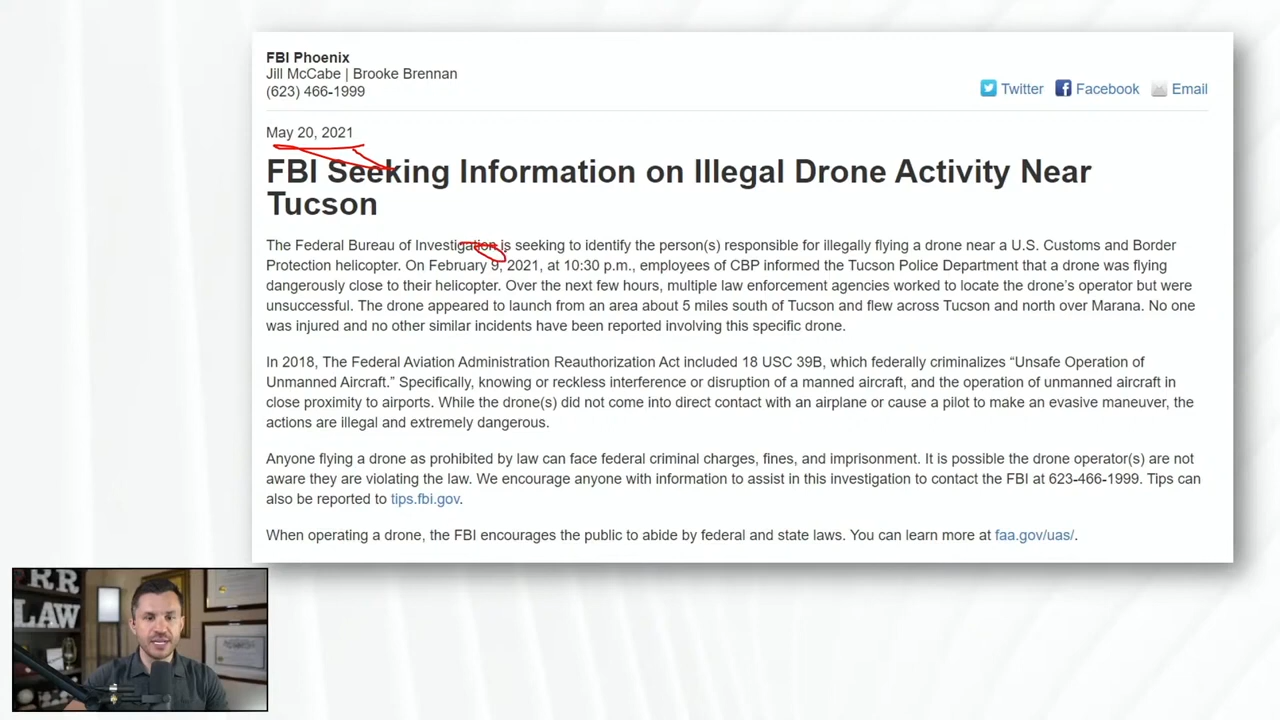 FBI Phoenix
Jill McCabe | Brooke Brennan
(623) 466-1999
Twitter Facebook Email
May 20, 2021
FBI Seeking Information on Illegal Drone Activity Near
Tucson
The Federal Bureau of Investigation is seeking to identify the person(s) responsible for illegally flying a drone near a U.S. Customs and Border
Protection helicopter. On February 9, 2021, at 10:30 p.m., employees of CBP informed the Tucson Police Department that a drone was flying
dangerously close to their helicopter. Over the next few hours, multiple law enforcement agencies worked to locate the drone’s operator but were
unsuccessful. The drone appeared to launch from an area about 5 miles south of Tucson and flew across Tucson and north over Marana. No one
was injured and no other similar incidents have been reported involving this specific drone.
In 2018, The Federal Aviation Administration Reauthorization Act included 18 USC 39B, which federally criminalizes “Unsafe Operation of
Unmanned Aircraft.” Specifically, knowing or reckless interference or disruption of a manned aircraft, and the operation of unmanned aircraft in
close proximity to airports. While the drone(s) did not come into direct contact with an airplane or cause a pilot to make an evasive maneuver, the
actions are illegal and extremely dangerous.
Anyone flying a drone as prohibited by law can face federal criminal charges, fines, and imprisonment. It is possible the drone operator(s) are not
aware they are violating the law. We encourage anyone with information to assist in this investigation to contact the FBI at 623-466-1999. Tips can
also be reported to tips.fbi.gov.
When operating a drone, the FBI encourages the public to abide by federal and state laws. You can learn more at faa.gov/uas/.
RR
LAW